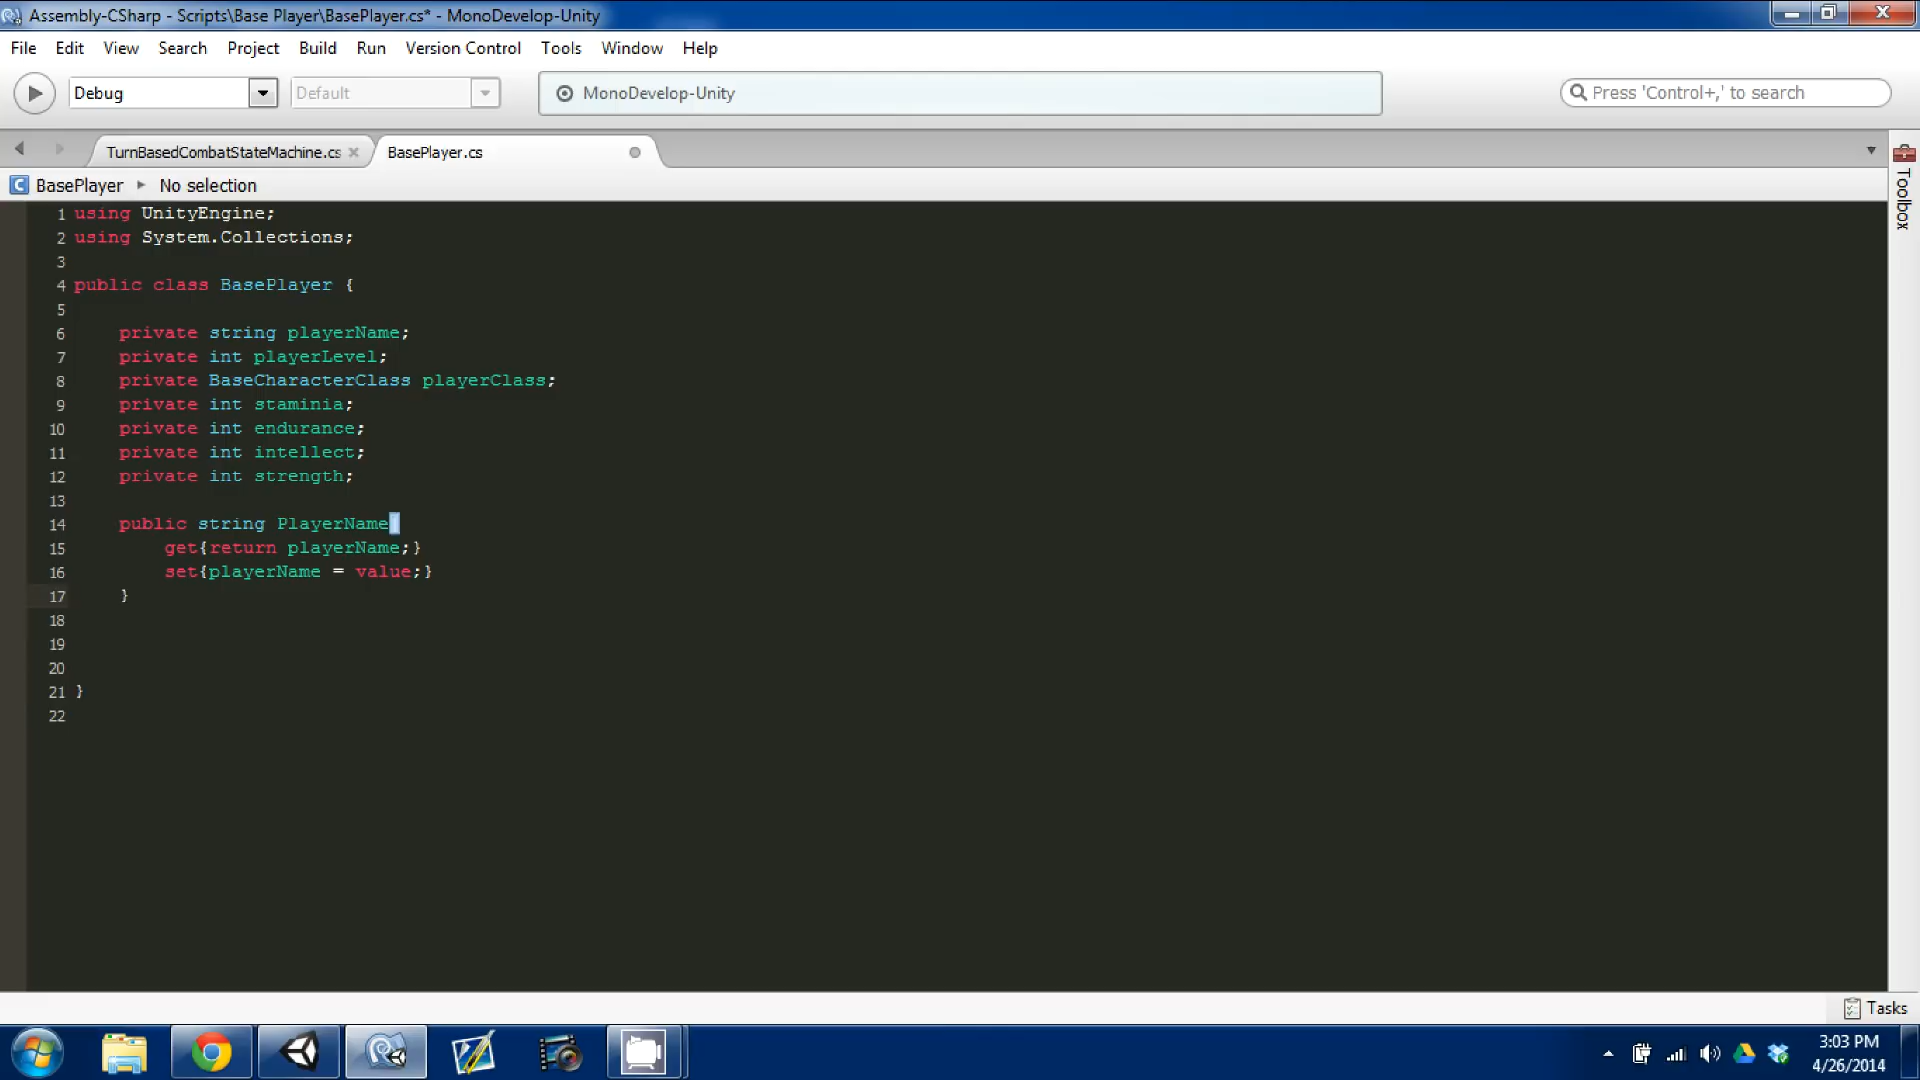 Assembly-CSharp - Scripts\Base Player\BasePlayer.cs* - MonoDevelop-Unity
File Edit View Search Project Build Run Version Control Tools Window Help
Debug Default MonoDevelop-Unity Press 'Control+,' to search
TurnBasedCombatStateMachine.cs BasePlayer.cs
BasePlayer No selection
Toolbox
1 using UnityEngine;
2 using System.Collections;
3
4 public class BasePlayer {
5
6 private string playerName;
7 private int playerLevel;
8 private BaseCharacterClass playerClass;
9 private int staminia;
10 private int endurance;
11 private int intellect;
12 private int strength;
13
14 public string PlayerName
15 get{return playerName;}
16 set{playerName = value;}
17 }
18
19
20
21 }
22
Tasks
3:03 PM
4/26/2014